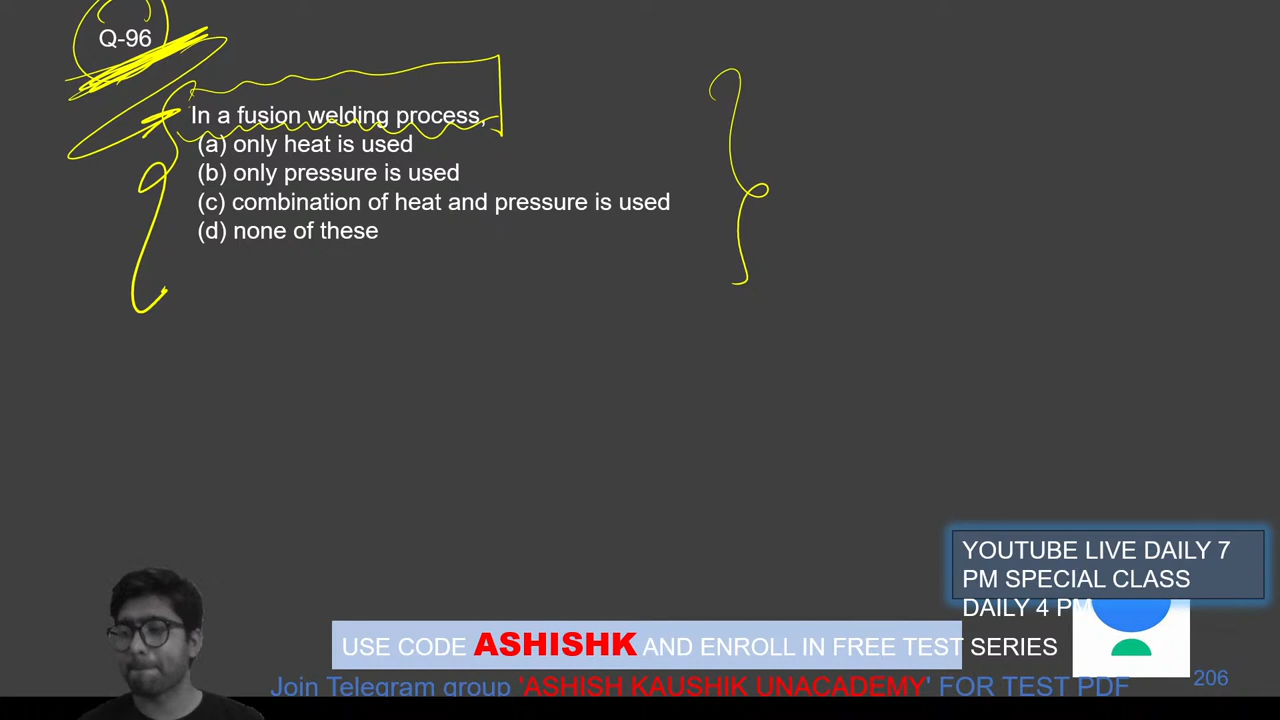 Q-96
In a fusion welding process,
(a) only heat is used
(b) only pressure is used
(c) combination of heat and pressure is used
(d) none of these
YOUTUBE LIVE DAILY 7
PM SPECIAL CLASS
DAILY 4 PM
USE CODE ASHISHK AND ENROLL IN FREE TEST SERIES
Join Telegram group 'ASHISH KAUSHIK UNACADEMY' FOR TEST PDF
206